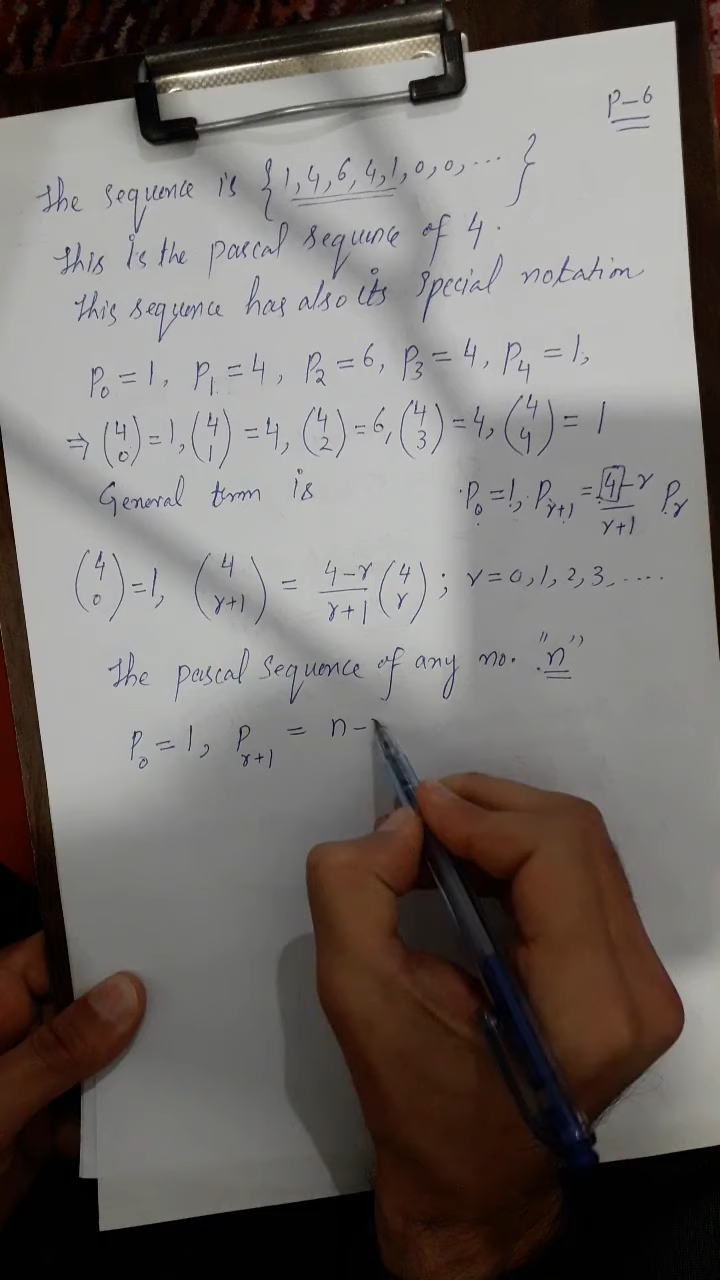 P-6
The sequence is {1,4,6,4,1,0,0,...}
This is the pascal sequence of 4.
This sequence has also its special notation
P₀ = 1, P₁ = 4, P₂ = 6, P₃ = 4, P₄ = 1,
⇒ (4 0) = 1, (4 1) = 4, (4 2) = 6, (4 3) = 4, (4 4) = 1
General term is P₀ = 1, Pᵣ₊₁ = 4-r/r+1 Pᵣ
(4 0) = 1, (4 r+1) = 4-r/r+1 (4 r) ; r = 0, 1, 2, 3, ....
The pascal sequence of any no. "n"
P₀ = 1, Pᵣ₊₁ = n-